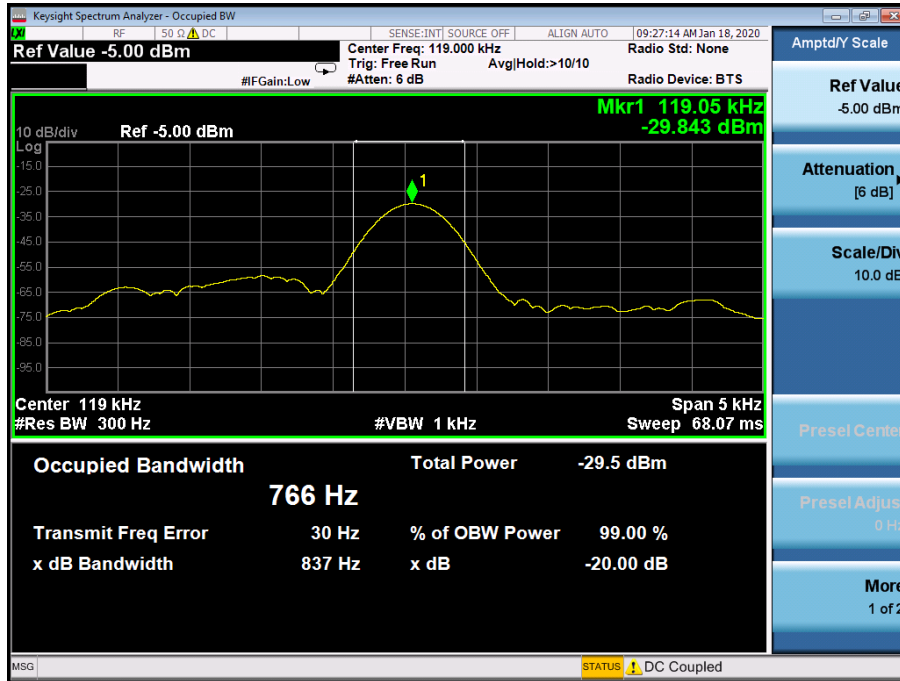 Keysight Spectrum Analyzer - Occupied BW
LXI RF 50 Ω DC SENSE:INT SOURCE OFF ALIGN AUTO 09:27:14 AM Jan 18, 2020
Ref Value -5.00 dBm
Center Freq: 119.000 kHz
Radio Std: None
Trig: Free Run
Avg|Hold:>10/10
#IFGain:Low
#Atten: 6 dB
Radio Device: BTS
Mkr1 119.05 kHz
-29.843 dBm
10 dB/div Ref -5.00 dBm
Log
1
-15.0
-25.0
-35.0
-45.0
-55.0
-65.0
-75.0
-85.0
-95.0
Center 119 kHz Span 5 kHz
#Res BW 300 Hz #VBW 1 kHz Sweep 68.07 ms
Occupied Bandwidth
766 Hz
Total Power -29.5 dBm
Transmit Freq Error 30 Hz % of OBW Power 99.00 %
x dB Bandwidth 837 Hz x dB -20.00 dB
Amptd/Y Scale
Ref Value
-5.00 dBm
Attenuation
[6 dB]
Scale/Div
10.0 dB
Presel Center
Presel Adjust
0 Hz
More
1 of 2
MSG STATUS DC Coupled